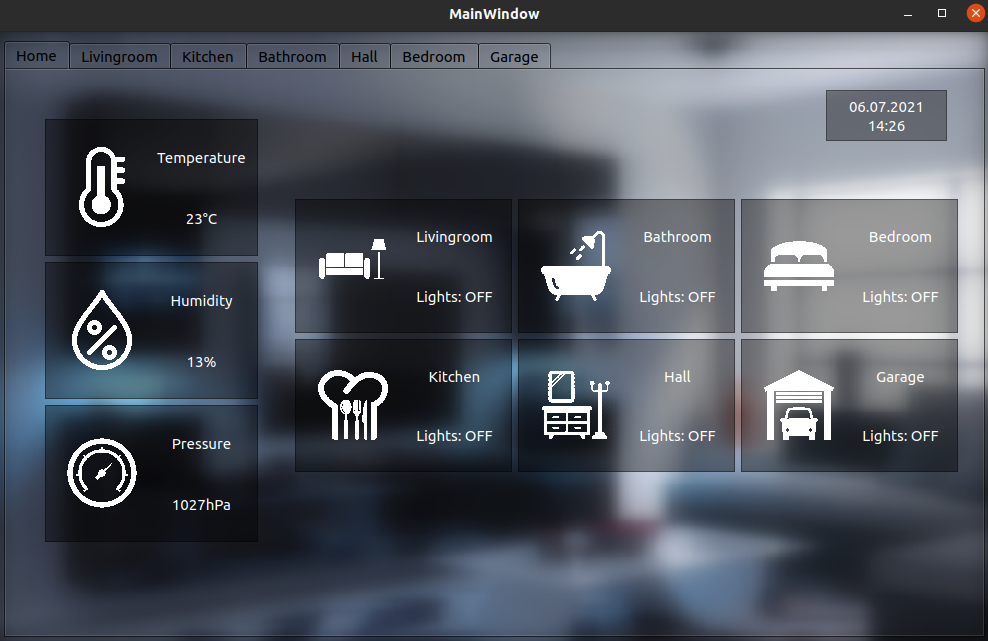 MainWindow
Home
Livingroom
Kitchen
Bathroom
Hall
Bedroom
Garage
06.07.2021
14:26
Temperature
23°C
Humidity
13%
Pressure
1027hPa
Livingroom
Lights: OFF
Bathroom
Lights: OFF
Bedroom
Lights: OFF
Kitchen
Lights: OFF
Hall
Lights: OFF
Garage
Lights: OFF